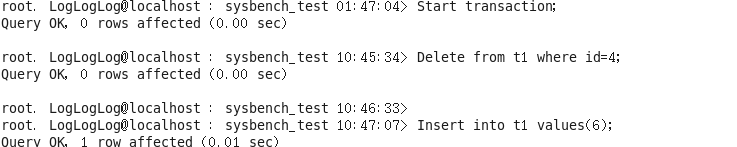 root. LogLogLog@localhost : sysbench_test 01:47:04> Start transaction;
Query OK, 0 rows affected (0.00 sec)
root. LogLogLog@localhost : sysbench_test 10:45:34> Delete from t1 where id=4;
Query OK, 0 rows affected (0.00 sec)
root. LogLogLog@localhost : sysbench_test 10:46:33>
root. LogLogLog@localhost : sysbench_test 10:47:07> Insert into t1 values(6);
Query OK, 1 row affected (0.01 sec)